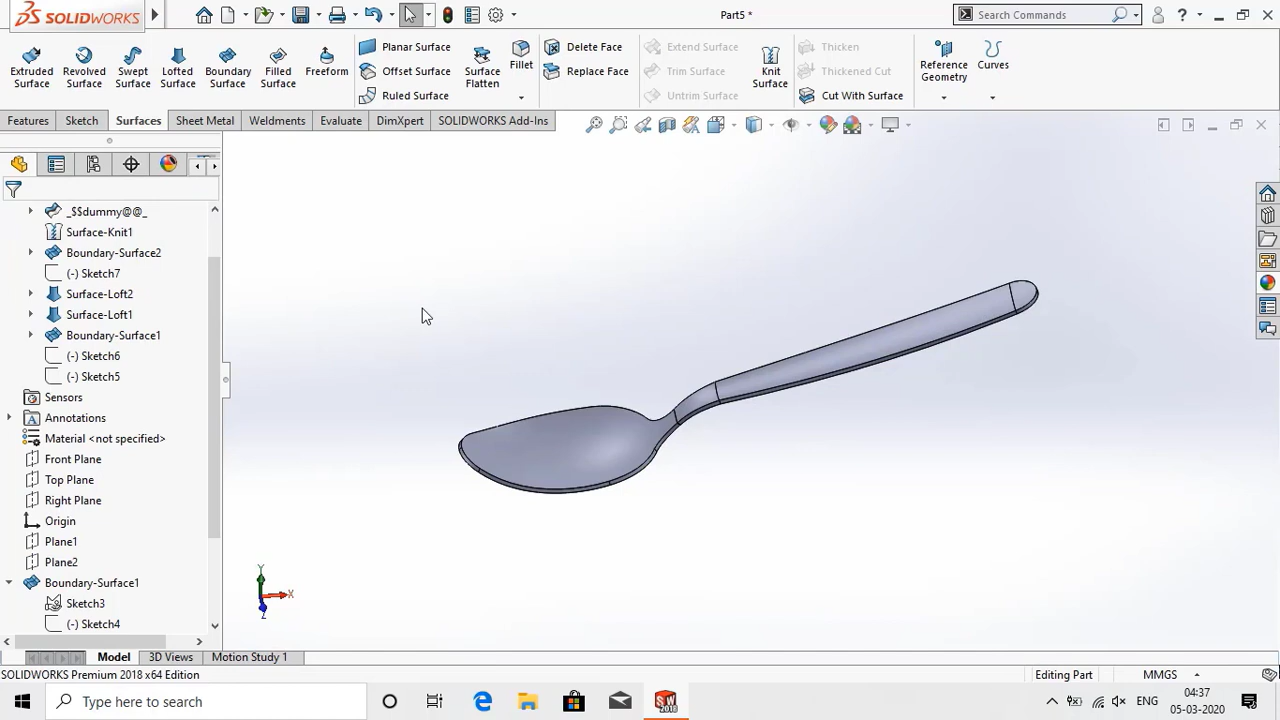 SOLIDWORKS
Part5 *
Search Commands
Extruded Surface
Revolved Surface
Swept Surface
Lofted Surface
Boundary Surface
Filled Surface
Freeform
Planar Surface
Offset Surface
Ruled Surface
Surface Flatten
Fillet
Delete Face
Replace Face
Extend Surface
Trim Surface
Untrim Surface
Knit Surface
Thicken
Thickened Cut
Cut With Surface
Reference Geometry
Curves
Features
Sketch
Surfaces
Sheet Metal
Weldments
Evaluate
DimXpert
SOLIDWORKS Add-Ins
_$$dummy@@_
Surface-Knit1
Boundary-Surface2
(-) Sketch7
Surface-Loft2
Surface-Loft1
Boundary-Surface1
(-) Sketch6
(-) Sketch5
Sensors
Annotations
Material <not specified>
Front Plane
Top Plane
Right Plane
Origin
Plane1
Plane2
Boundary-Surface1
Sketch3
(-) Sketch4
Y
X
Z
Model
3D Views
Motion Study 1
SOLIDWORKS Premium 2018 x64 Edition
Editing Part
MMGS
Type here to search
SW
2018
ENG
04:37
05-03-2020